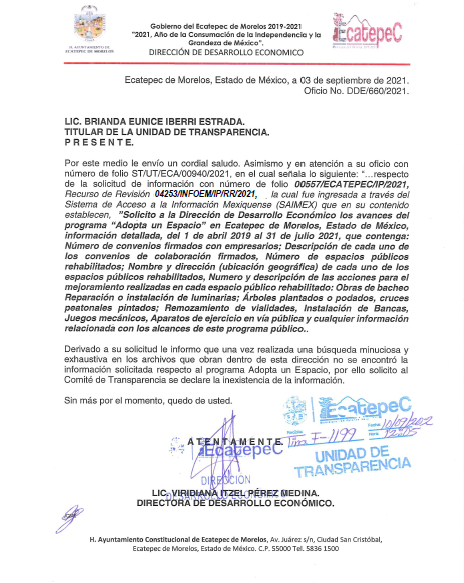 H. AYUNTAMIENTO DE
ECATEPEC DE MORELOS
Gobierno del Ecatepec de Morelos 2019-2021
"2021, Año de la Consumación de la Independencia y la
Grandeza de México".
DIRECCIÓN DE DESARROLLO ECONOMICO
EcatepeC
Ecatepec de Morelos, Estado de México, a 03 de septiembre de 2021.
Oficio No. DDE/660/2021.
LIC. BRIANDA EUNICE IBERRI ESTRADA.
TITULAR DE LA UNIDAD DE TRANSPARENCIA.
P R E S E N T E.
Por este medio le envío un cordial saludo. Asimismo y en atención a su oficio con
número de folio ST/UT/ECA/00940/2021, en el cual señala lo siguiente: "…respecto
de la solicitud de información con número de folio 00557/ECATEPEC/IP/2021,
Recurso de Revisión 04253/INFOEM/IP/RR/2021, la cual fue ingresada a través del
Sistema de Acceso a la Información Mexiquense (SAIMEX) que en su contenido
establecen, "Solicito a la Dirección de Desarrollo Económico los avances del
programa "Adopta un Espacio" en Ecatepec de Morelos, Estado de México,
información detallada, del 1 de abril 2019 al 31 de julio 2021, que contenga:
Número de convenios firmados con empresarios; Descripción de cada uno de
los convenios de colaboración firmados, Número de espacios públicos
rehabilitados; Nombre y dirección (ubicación geográfica) de cada uno de los
espacios públicos rehabilitados, Numero y descripción de las acciones para el
mejoramiento realizadas en cada espacio público rehabilitado: Obras de bacheo
Reparación o instalación de luminarias; Árboles plantados o podados, cruces
peatonales pintados; Remozamiento de vialidades, Instalación de Bancas,
Juegos mecánicos, Aparatos de ejercicio en vía pública y cualquier información
relacionada con los alcances de este programa público..
Derivado a su solicitud le informo que una vez realizada una búsqueda minuciosa y
exhaustiva en los archivos que obran dentro de esta dirección no se encontró la
información solicitada respecto al programa Adopta un Espacio, por ello solicito al
Comité de Transparencia se declare la inexistencia de la información.
Sin más por el momento, quedo de usted.
EcatepeC
Fecha:
Recibe:
F-1199
Hora:
A T E N T A M E N T E.
EcatepeC
UNIDAD DE
TRANSPARENCIA
DIRECCION
LIC. VIRIDIANA ITZEL PÉREZ MEDINA.
DIRECTORA DE DESARROLLO ECONÓMICO.
H. Ayuntamiento Constitucional de Ecatepec de Morelos, Av. Juárez s/n, Ciudad San Cristóbal,
Ecatepec de Morelos, Estado de México. C.P. 55000 Tel. 5836 1500